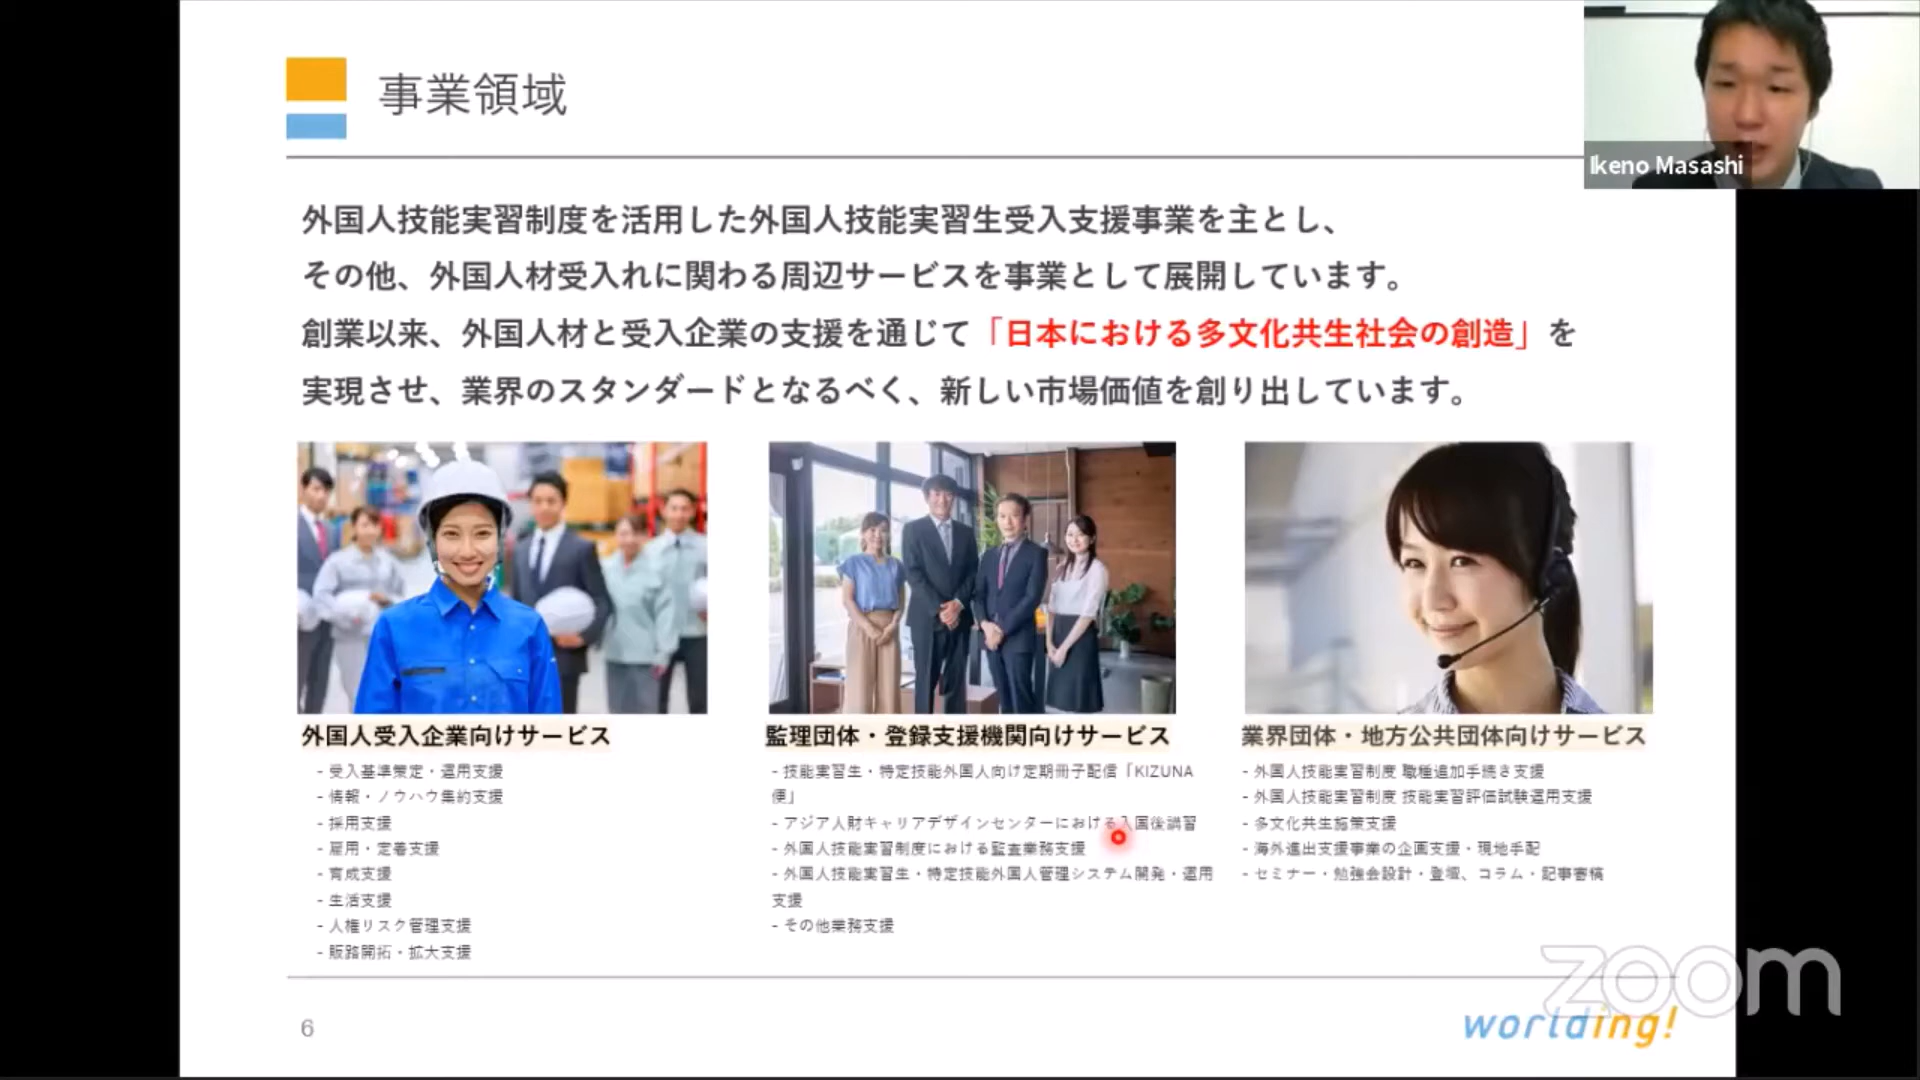 事業領域
Ikeno Masashi
外国人技能実習制度を活用した外国人技能実習生受入支援事業を主とし、
その他、外国人材受入れに関わる周辺サービスを事業として展開しています。
創業以来、外国人材と受入企業の支援を通じて「日本における多文化共生社会の創造」を
実現させ、業界のスタンダードとなるべく、新しい市場価値を創り出しています。
外国人受入企業向けサービス
- 受入基準策定・運用支援
- 情報・ノウハウ集約支援
- 採用支援
- 雇用・定着支援
- 育成支援
- 生活支援
- 人権リスク管理支援
- 販路開拓・拡大支援
監理団体・登録支援機関向けサービス
- 技能実習生・特定技能外国人向け定期冊子配信「KIZUNA
便」
- アジア人財キャリアデザインセンターにおける入国後講習
- 外国人技能実習制度における監査業務支援
- 外国人技能実習生・特定技能外国人管理システム開発・運用
支援
- その他業務支援
業界団体・地方公共団体向けサービス
- 外国人技能実習制度 職種追加手続き支援
- 外国人技能実習制度 技能実習評価試験運用支援
- 多文化共生施策支援
- 海外進出支援事業の企画支援・現地手配
- セミナー・勉強会設計・登壇、コラム・記事寄稿
zoom
6
worlding!